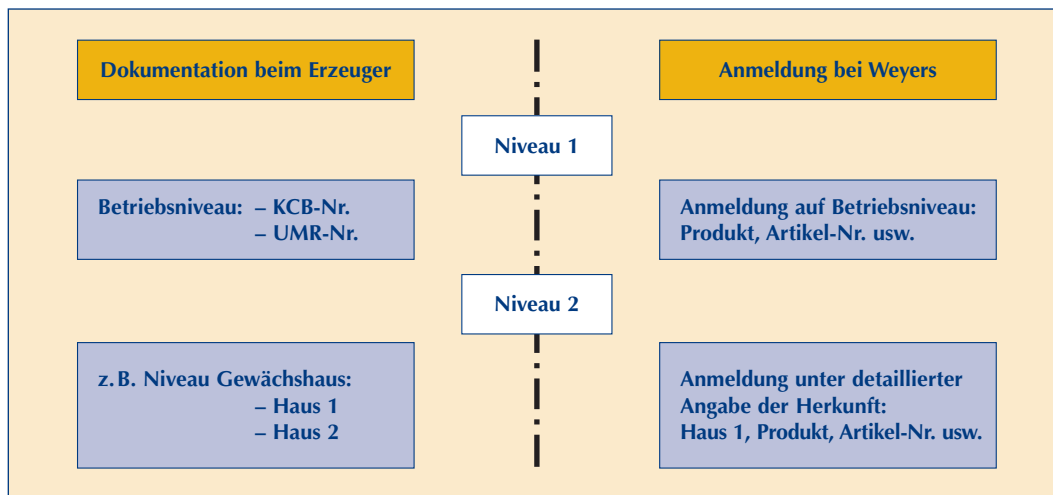 Dokumentation beim Erzeuger
Anmeldung bei Weyers
Niveau 1
Betriebsniveau: – KCB-Nr.
– UMR-Nr.
Anmeldung auf Betriebsniveau:
Produkt, Artikel-Nr. usw.
Niveau 2
z.B. Niveau Gewächshaus:
– Haus 1
– Haus 2
Anmeldung unter detaillierter
Angabe der Herkunft:
Haus 1, Produkt, Artikel-Nr. usw.